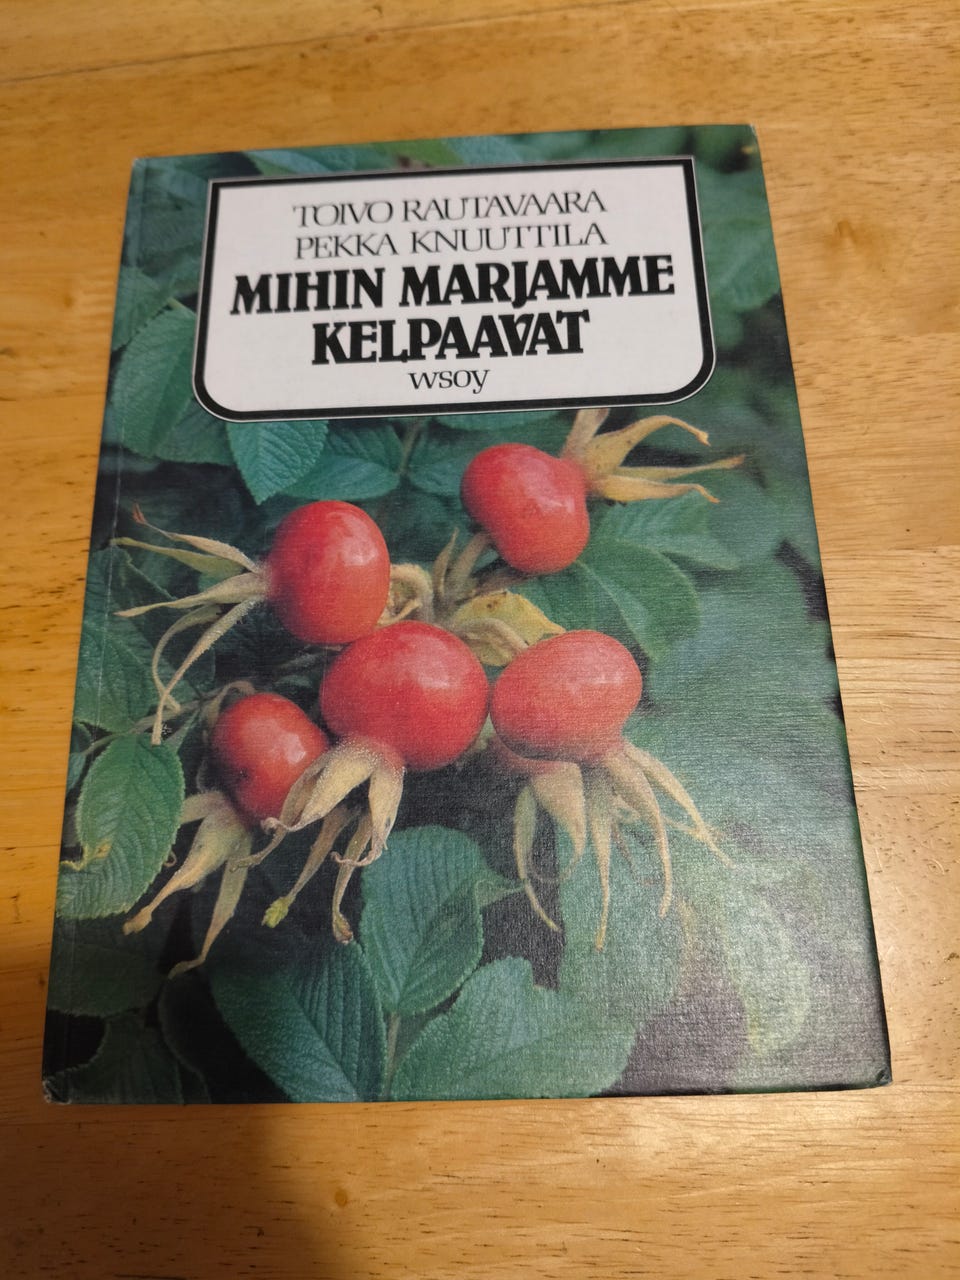 TOIVO RAUTAVAARA
PEKKA KNUUTTILA
MIHIN MARJAMME
KELPAAVAT
wsoy